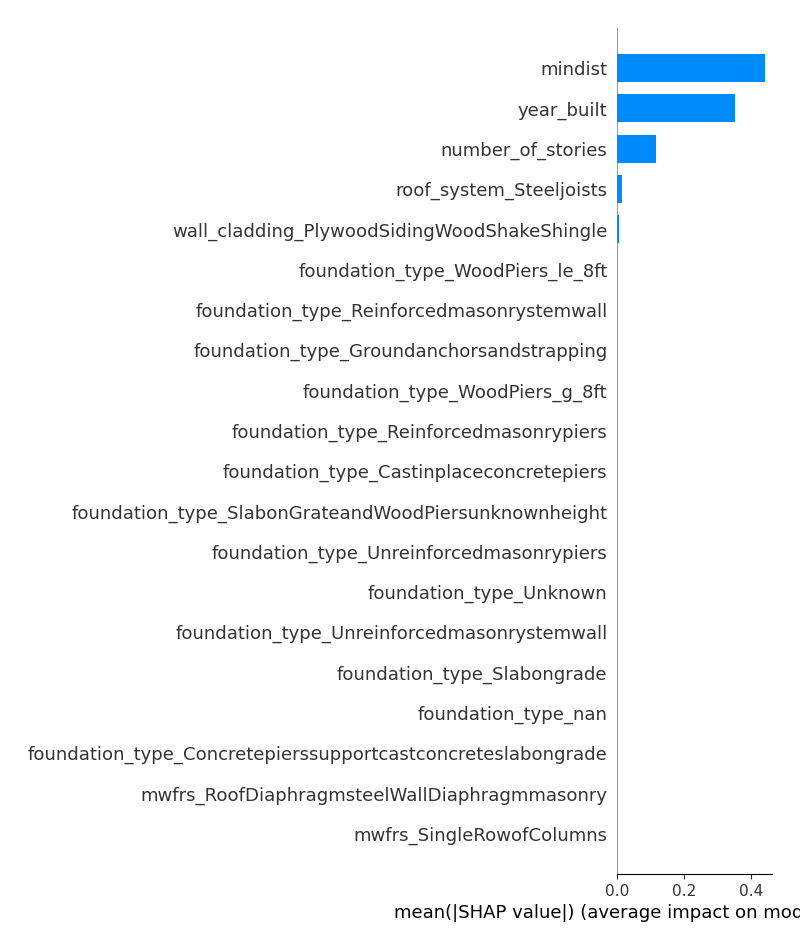 mindist
year_built
number_of_stories
roof_system_Steeljoists
wall_cladding_PlywoodSidingWoodShakeShingle
foundation_type_WoodPiers_le_8ft
foundation_type_Reinforcedmasonrystemwall
foundation_type_Groundanchorsandstrapping
foundation_type_WoodPiers_g_8ft
foundation_type_Reinforcedmasonrypiers
foundation_type_Castinplaceconcretepiers
foundation_type_SlabonGrateandWoodPiersunknownheight
foundation_type_Unreinforcedmasonrypiers
foundation_type_Unknown
foundation_type_Unreinforcedmasonrystemwall
foundation_type_Slabongrade
foundation_type_nan
foundation_type_Concretepierssupportcastconcreteslabongrade
mwfrs_RoofDiaphragmsteelWallDiaphragmmasonry
mwfrs_SingleRowofColumns
0.0 0.2 0.4
mean(|SHAP value|) (average impact on